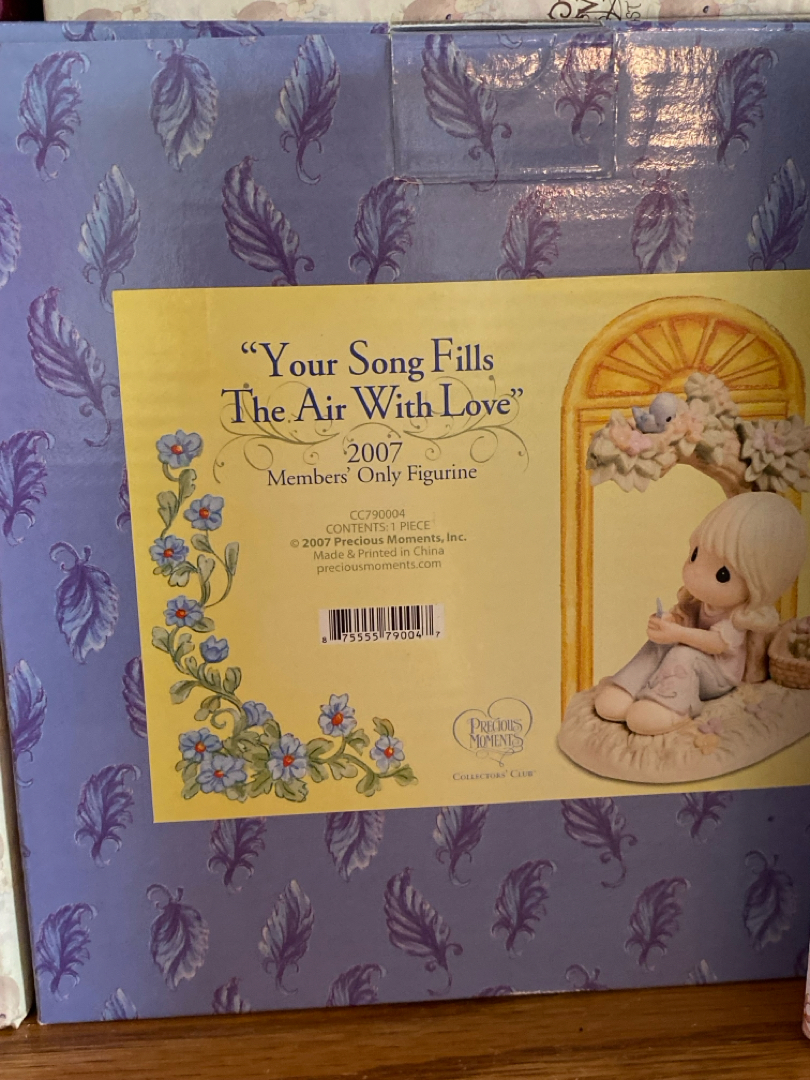 “Your Song Fills
The Air With Love”
2007
Members’ Only Figurine
CC790004
CONTENTS: 1 PIECE
© 2007 Precious Moments, Inc.
Made & Printed in China
preciousmoments.com
8 75555 79004 7
PRECIOUS
MOMENTS
COLLECTORS’ CLUB